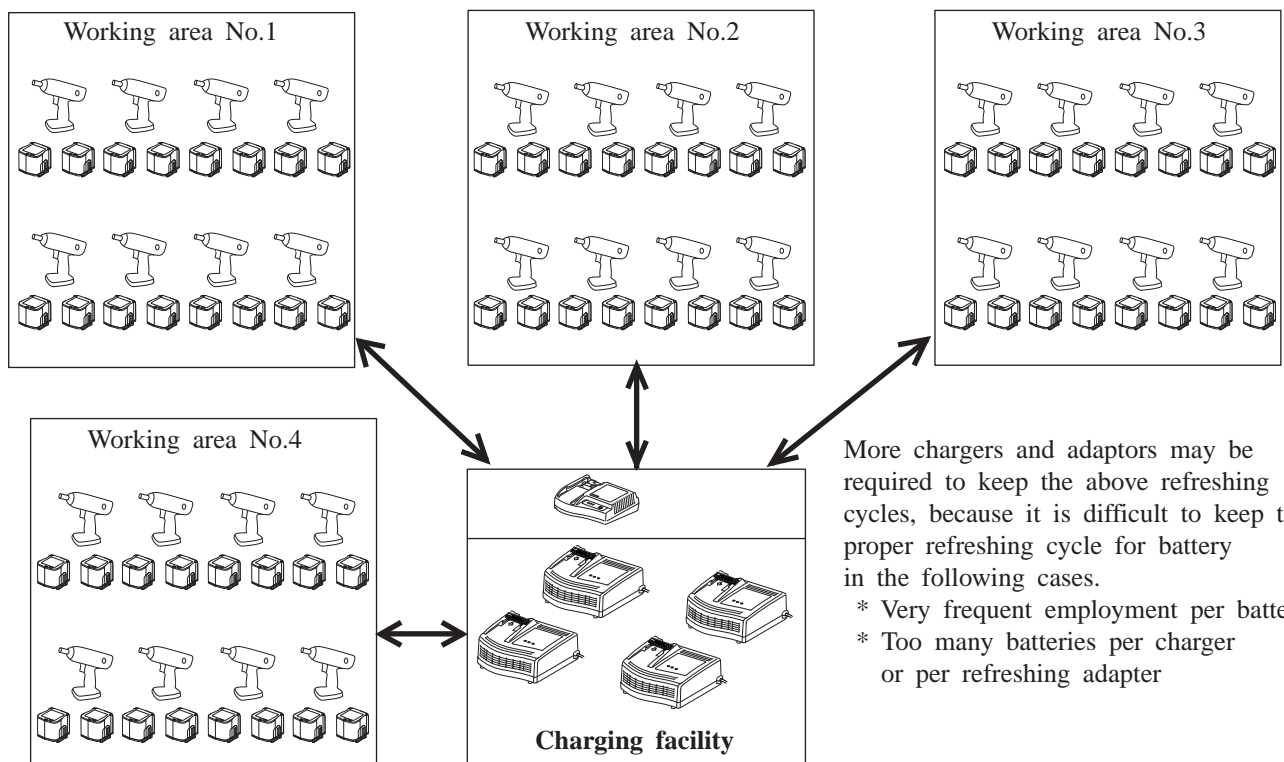 Working area No.1
Working area No.2
Working area No.3
Working area No.4
More chargers and adaptors may be
required to keep the above refreshing
cycles, because it is difficult to keep t
proper refreshing cycle for battery
in the following cases.
* Very frequent employment per batte
* Too many batteries per charger
or per refreshing adapter
Charging facility